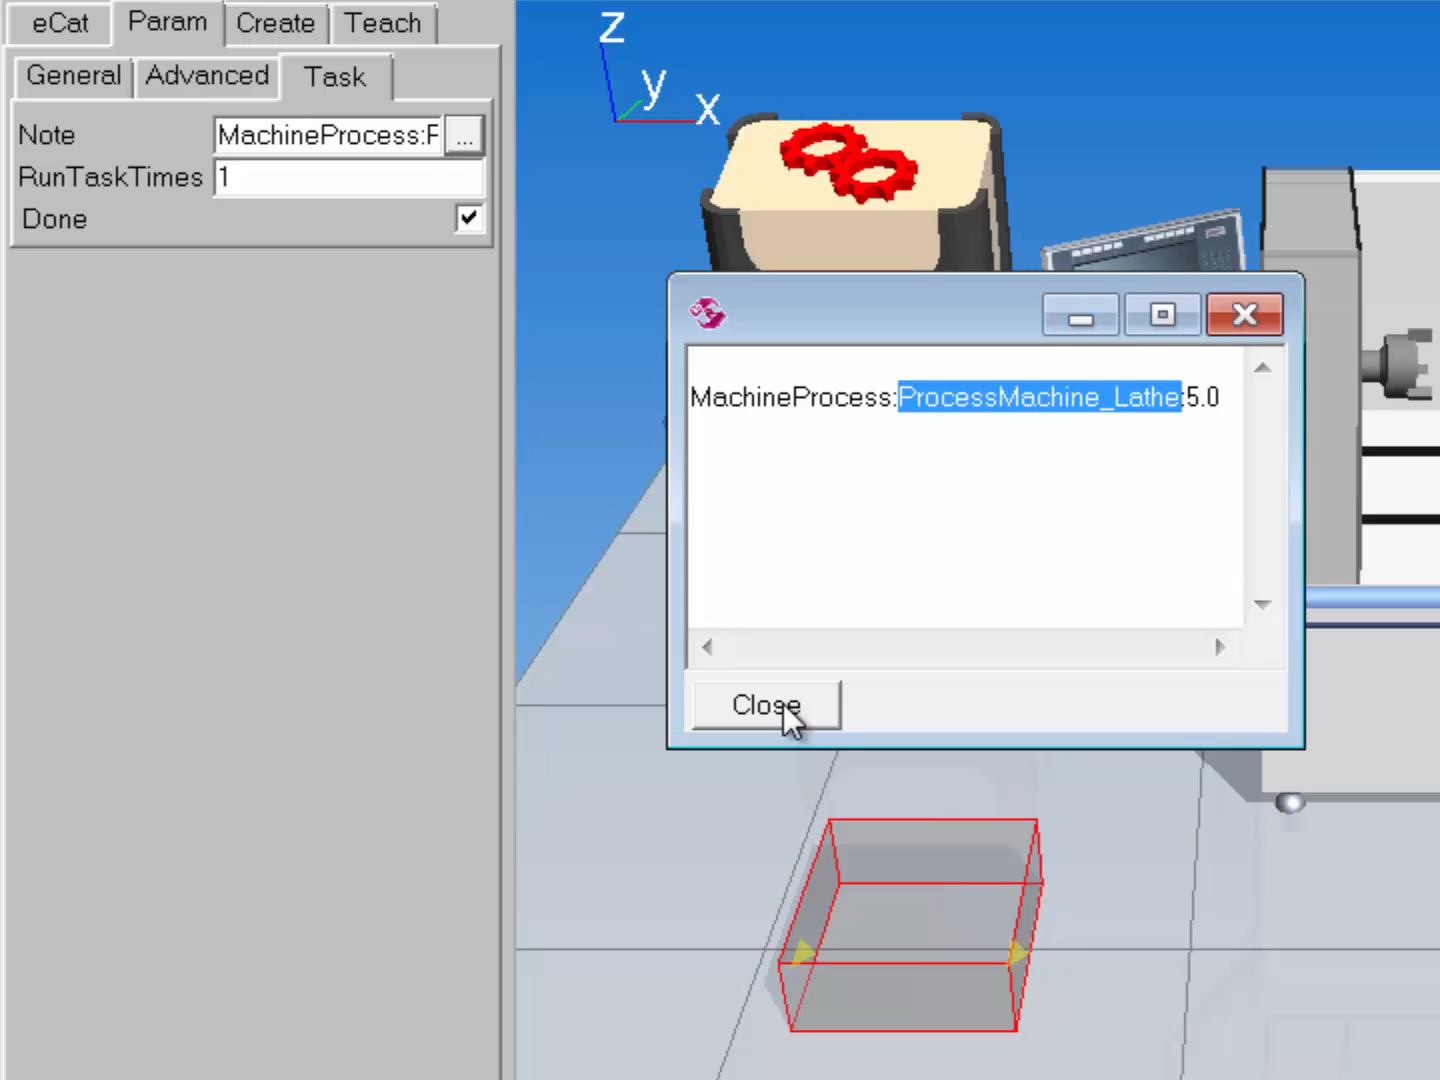 eCat Param Create Teach
General Advanced Task
Note MachineProcess:F ...
RunTaskTimes 1
Done
z
y x
MachineProcess:ProcessMachine_Lathe:5.0
Close